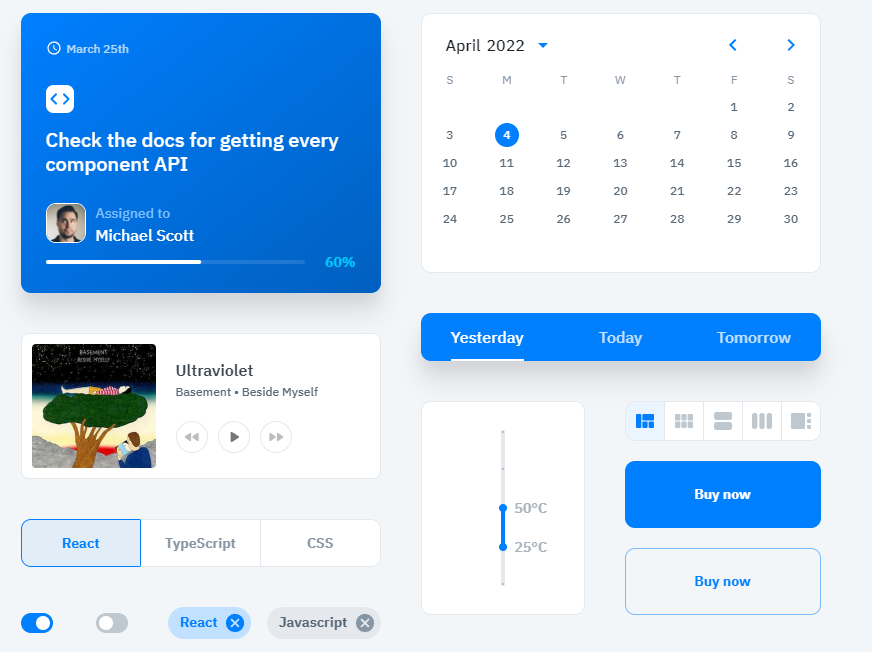 March 25th
Check the docs for getting every
component API
Assigned to
Michael Scott
60%
April 2022
S M T W T F S
1 2
3 4 5 6 7 8 9
10 11 12 13 14 15 16
17 18 19 20 21 22 23
24 25 26 27 28 29 30
Yesterday Today Tomorrow
BASEMENT
BESIDE MYSELF
Ultraviolet
Basement • Beside Myself
50°C
25°C
Buy now
Buy now
React TypeScript CSS
React Javascript